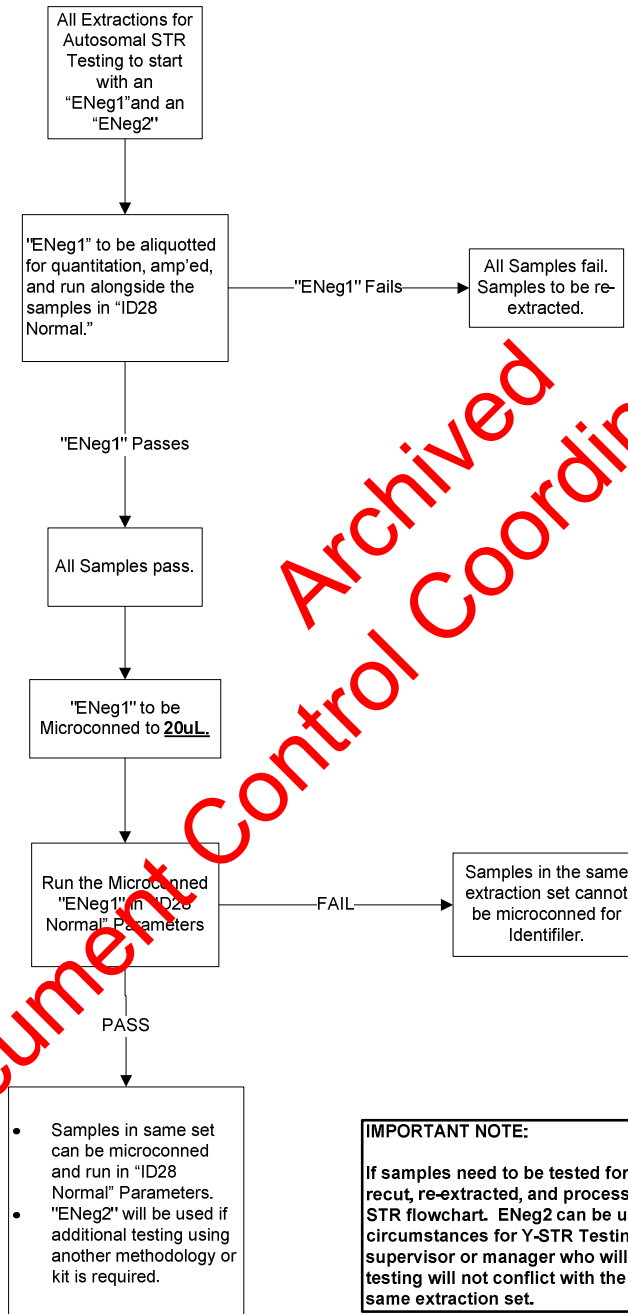 All Extractions for
Autosomal STR
Testing to start
with an
“ENeg1”and an
“ENeg2"
"ENeg1” to be aliquotted
for quantitation, amp’ed,
and run alongside the
samples in “ID28
Normal.”
"ENeg1" Fails
All Samples fail.
Samples to be re-
extracted.
"ENeg1" Passes
All Samples pass.
"ENeg1" to be
Microconned to 20uL.
Run the Microconned
"ENeg1" in “ID28
Normal” Parameters
FAIL
Samples in the same
extraction set cannot
be microconned for
Identifiler.
PASS
• Samples in same set
can be microconned
and run in “ID28
Normal” Parameters.
• "ENeg2" will be used if
additional testing using
another methodology or
kit is required.
IMPORTANT NOTE:
If samples need to be tested for
recut, re-extracted, and process
STR flowchart. ENeg2 can be u
circumstances for Y-STR Testin
supervisor or manager who will
testing will not conflict with the
same extraction set.
Archived
Document Control Coordin